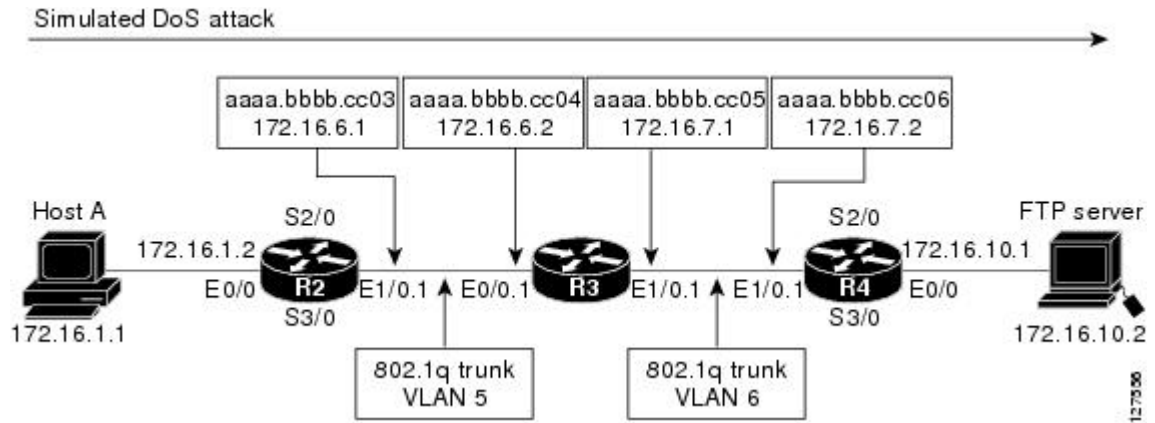 Simulated DoS attack
aaaa.bbbb.cc03
172.16.6.1
aaaa.bbbb.cc04
172.16.6.2
aaaa.bbbb.cc05
172.16.7.1
aaaa.bbbb.cc06
172.16.7.2
Host A
172.16.1.1
172.16.1.2
E0/0
S2/0
R2
S3/0
E1/0.1
802.1q trunk
VLAN 5
E0/0.1
R3
E1/0.1
802.1q trunk
VLAN 6
E1/0.1
S2/0
R4
S3/0
172.16.10.1
E0/0
FTP server
172.16.10.2
127556